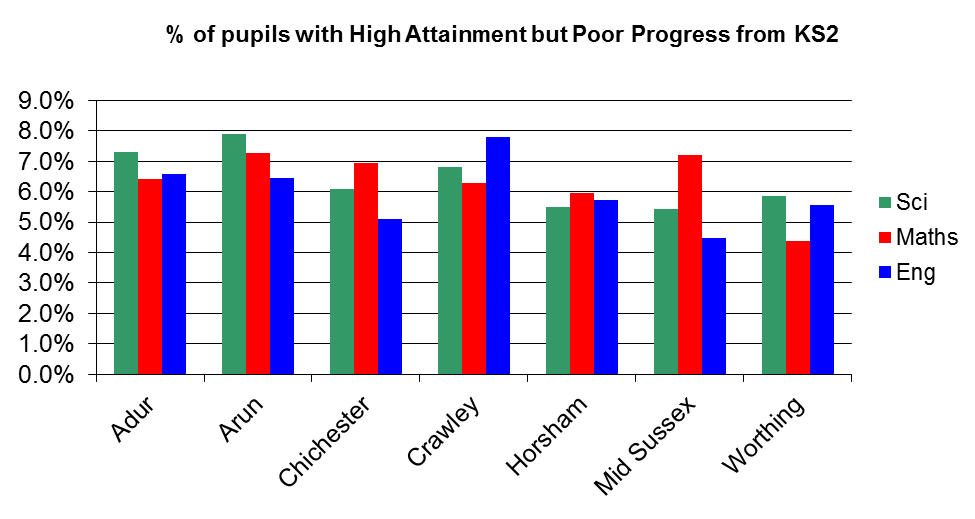 % of pupils with High Attainment but Poor Progress from KS2
9.0%
8.0%
7.0%
6.0%
5.0%
4.0%
3.0%
2.0%
1.0%
0.0%
Adur
Arun
Chichester
Crawley
Horsham
Mid Sussex
Worthing
Sci
Maths
Eng